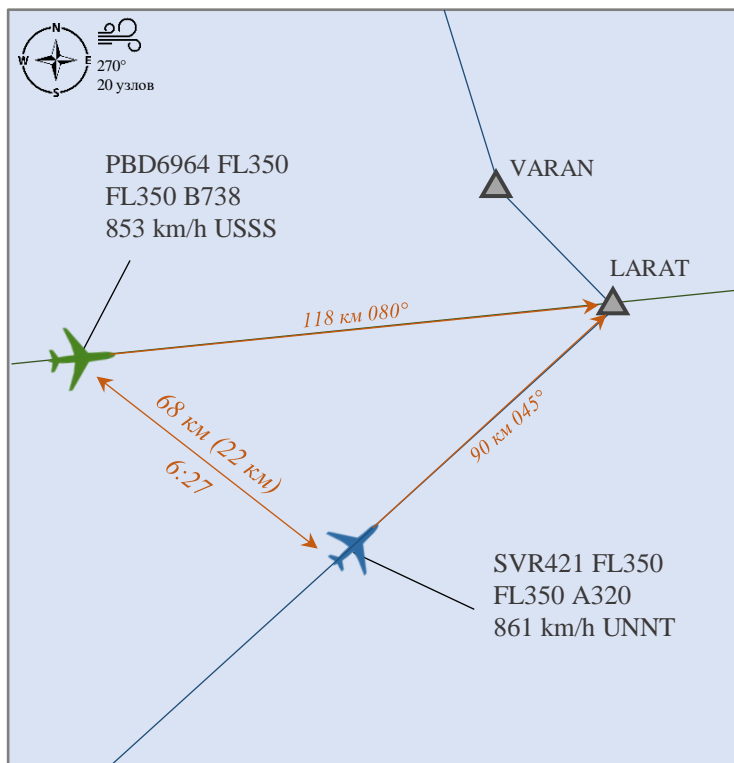 N
W
E
S
270°
20 узлов
PBD6964 FL350
FL350 B738
853 km/h USSS
VARAN
LARAT
118 км 080°
68 км (22 км)
6:27
90 км 045°
SVR421 FL350
FL350 A320
861 km/h UNNT